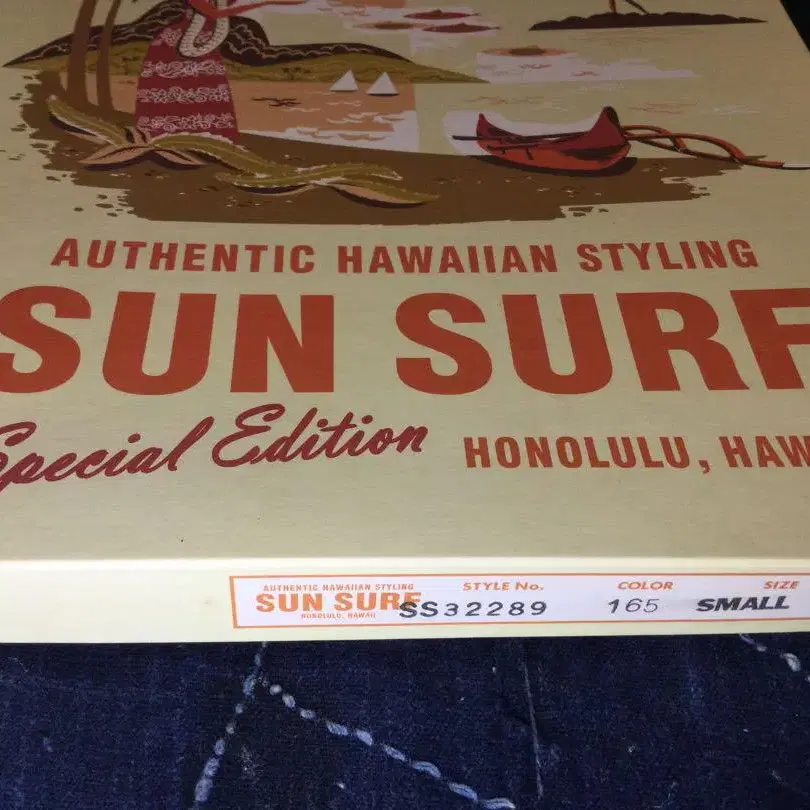 AUTHENTIC HAWAIIAN STYLING
SUN SURF
Special Edition
HONOLULU, HAW
AUTHENTIC HAWAIIAN STYLING
SUN SURF
HONOLULU, HAWAII
STYLE No.
SS32289
COLOR
165
SIZE
SMALL